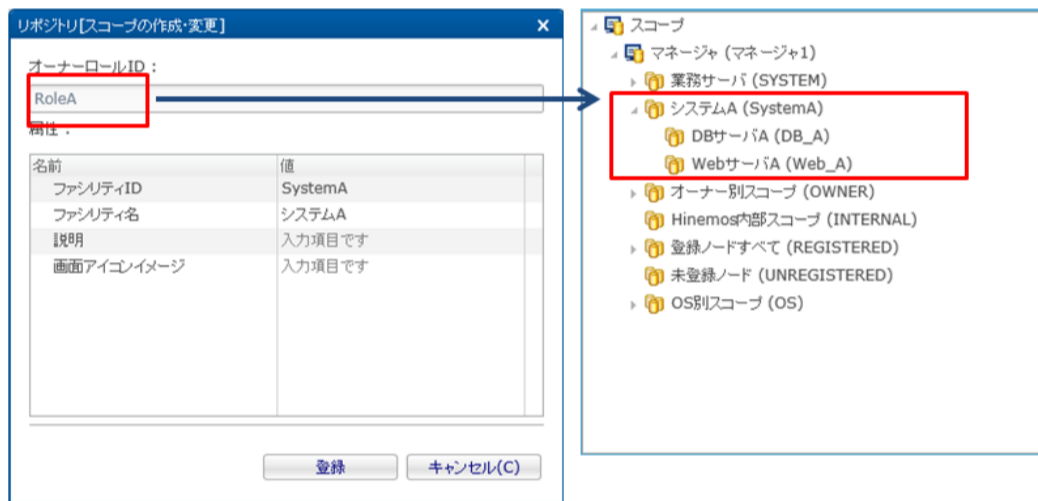 リポジトリ[スコープの作成・変更]
オーナーロールID：
RoleA
属性：
名前 値
ファシリティID SystemA
ファシリティ名 システムA
説明 入力項目です
画面アイコンイメージ 入力項目です
登録 キャンセル(C)
スコープ
マネージャ (マネージャ1)
業務サーバ (SYSTEM)
システムA (SystemA)
DBサーバA (DB_A)
WebサーバA (Web_A)
オーナー別スコープ (OWNER)
Hinemos内部スコープ (INTERNAL)
登録ノードすべて (REGISTERED)
未登録ノード (UNREGISTERED)
OS別スコープ (OS)